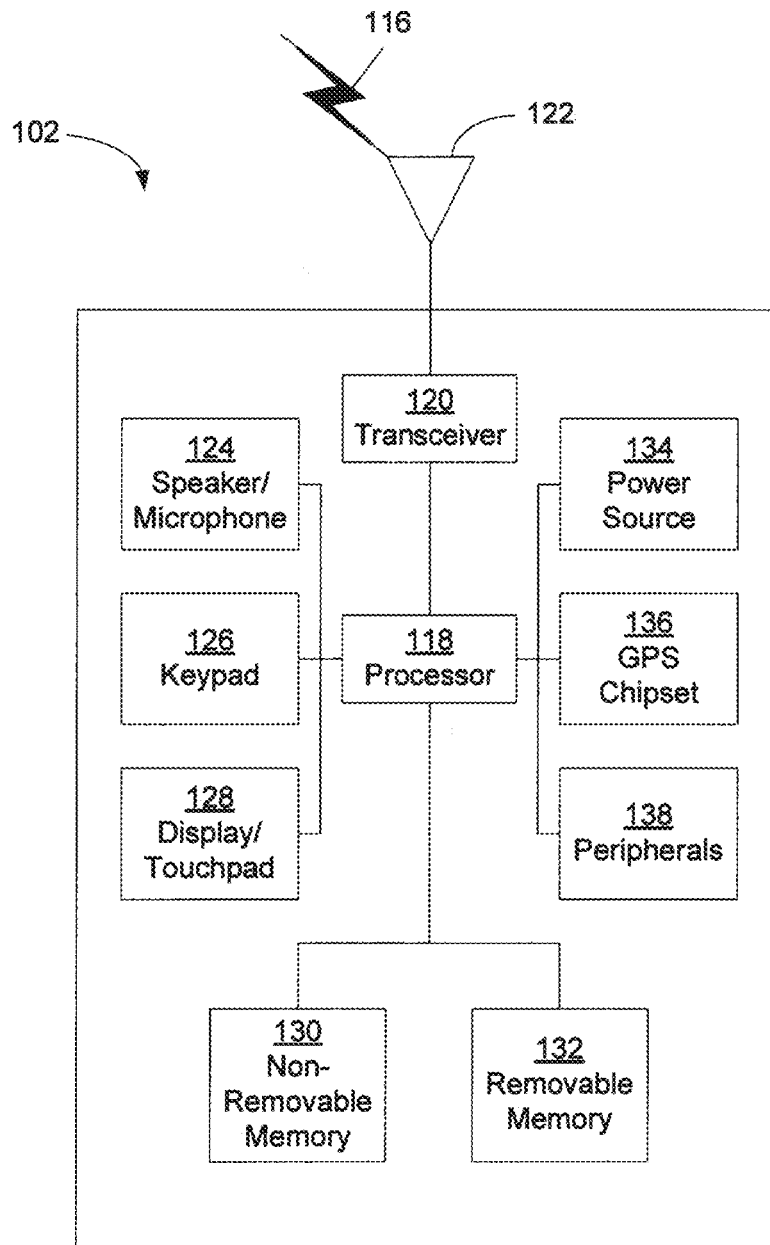 116
122
102
120
Transceiver
124
Speaker/
Microphone
134
Power
Source
126
Keypad
118
Processor
136
GPS
Chipset
128
Display/
Touchpad
138
Peripherals
130
Non-
Removable
Memory
132
Removable
Memory